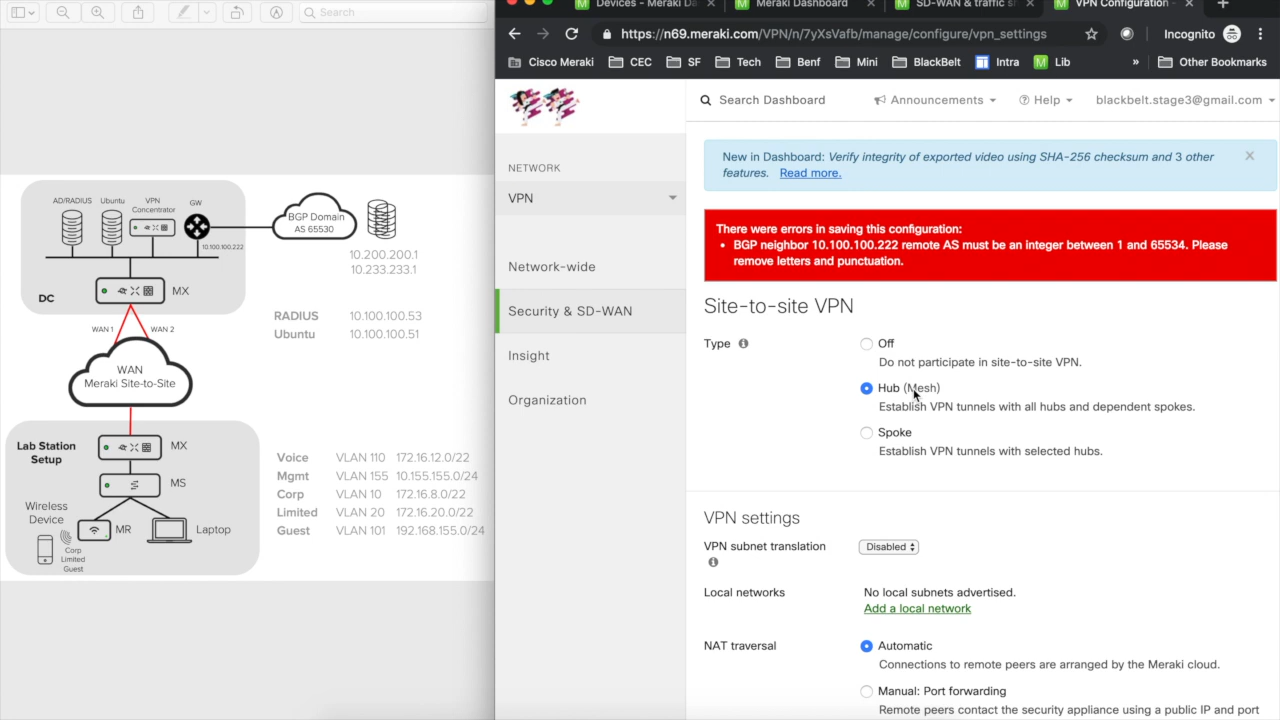 Search
AD/RADIUS
Ubuntu
VPN
Concentrator
GW
10.100.100.222
BGP Domain
AS 65530
10.200.200.1
10.233.233.1
DC
MX
RADIUS 10.100.100.53
Ubuntu 10.100.100.51
WAN 1
WAN 2
WAN
Meraki Site-to-Site
Lab Station
Setup
MX
MS
Wireless
Device
MR
Laptop
Corp
Limited
Guest
Voice VLAN 110 172.16.12.0/22
Mgmt VLAN 155 10.155.155.0/24
Corp VLAN 10 172.16.8.0/22
Limited VLAN 20 172.16.20.0/22
Guest VLAN 101 192.168.155.0/24
Devices - Meraki Da
Meraki Dashboard
SD-WAN & traffic s
VPN Configuration -
https://n69.meraki.com/VPN/n/7yXsVafb/manage/configure/vpn_settings
Incognito
Cisco Meraki
CEC
SF
Tech
Benf
Mini
BlackBelt
Intra
Lib
»
Other Bookmarks
Search Dashboard
Announcements
Help
blackbelt.stage3@gmail.com
NETWORK
VPN
Network-wide
Security & SD-WAN
Insight
Organization
New in Dashboard: Verify integrity of exported video using SHA-256 checksum and 3 other
features. Read more.
There were errors in saving this configuration:
• BGP neighbor 10.100.100.222 remote AS must be an integer between 1 and 65534. Please
remove letters and punctuation.
Site-to-site VPN
Type
Off
Do not participate in site-to-site VPN.
Hub (Mesh)
Establish VPN tunnels with all hubs and dependent spokes.
Spoke
Establish VPN tunnels with selected hubs.
VPN settings
VPN subnet translation
Disabled
Local networks
No local subnets advertised.
Add a local network
NAT traversal
Automatic
Connections to remote peers are arranged by the Meraki cloud.
Manual: Port forwarding
Remote peers contact the security appliance using a public IP and port